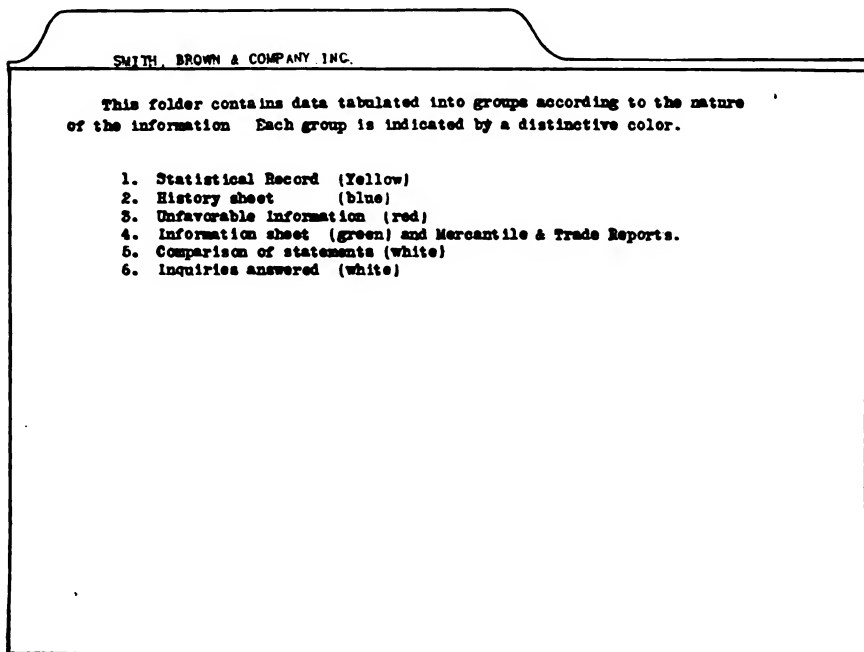 SMITH, BROWN & COMPANY INC.
This folder contains data tabulated into groups according to the nature
of the information Each group is indicated by a distinctive color.
1. Statistical Record (Yellow)
2. History sheet (blue)
3. Unfavorable Information (red)
4. Information sheet (green) and Mercantile & Trade Reports.
5. Comparison of statements (white)
6. Inquiries answered (white)